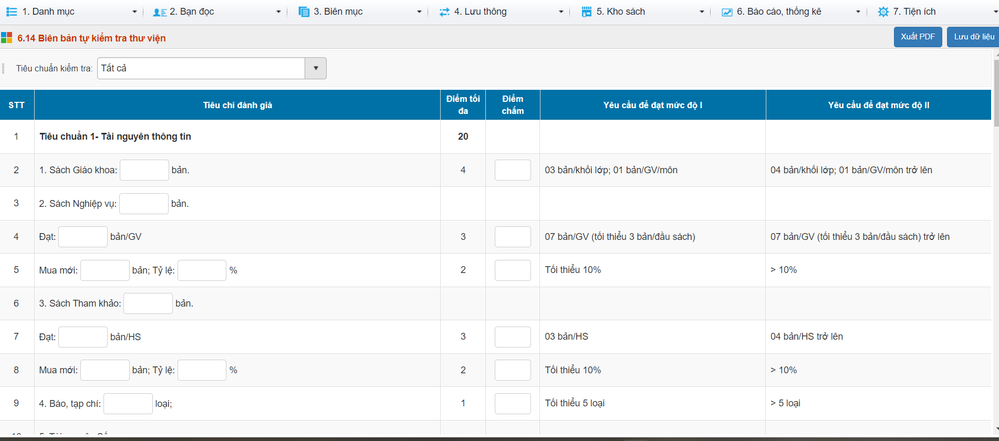 1. Danh mục 2. Bạn đọc 3. Biên mục 4. Lưu thông 5. Kho sách 6. Báo cáo, thống kê 7. Tiện ích
6.14 Biên bản tự kiểm tra thư viện Xuất PDF Lưu dữ liệu
Tiêu chuẩn kiểm tra: Tất cả
STT Tiêu chí đánh giá Điểm tối đa Điểm chấm Yêu cầu để đạt mức độ I Yêu cầu để đạt mức độ II
1 Tiêu chuẩn 1- Tài nguyên thông tin 20
2 1. Sách Giáo khoa: bản. 4 03 bản/khối lớp; 01 bản/GV/môn 04 bản/khối lớp; 01 bản/GV/môn trở lên
3 2. Sách Nghiệp vụ: bản.
4 Đạt: bản/GV 3 07 bản/GV (tối thiểu 3 bản/đầu sách) 07 bản/GV (tối thiểu 3 bản/đầu sách) trở lên
5 Mua mới: bản; Tỷ lệ: % 2 Tối thiểu 10% > 10%
6 3. Sách Tham khảo: bản.
7 Đạt: bản/HS 3 03 bản/HS 04 bản/HS trở lên
8 Mua mới: bản; Tỷ lệ: % 2 Tối thiểu 10% > 10%
9 4. Báo, tạp chí: loại; 1 Tối thiểu 5 loại > 5 loại